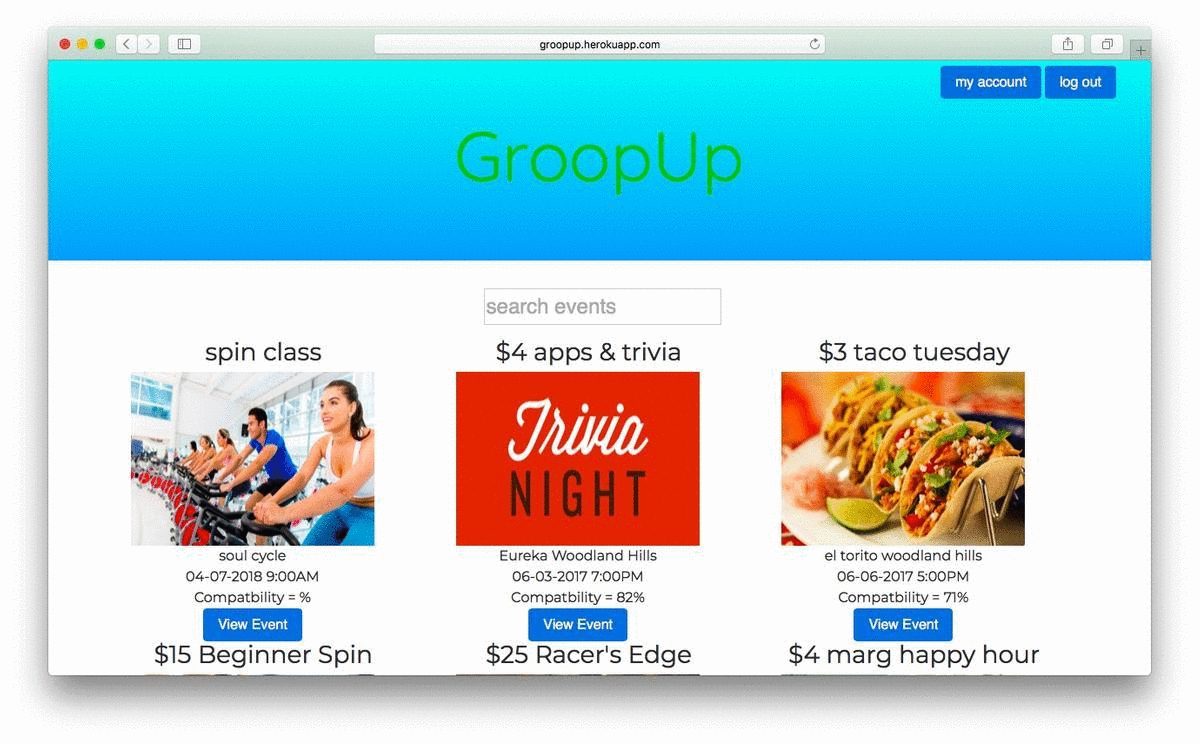 groopup.herokuapp.com
my account
log out
GroopUp
search events
spin class
$4 apps & trivia
$3 taco tuesday
Trivia
NIGHT
soul cycle
Eureka Woodland Hills
el torito woodland hills
04-07-2018 9:00AM
06-03-2017 7:00PM
06-06-2017 5:00PM
Compatbility = %
Compatbility = 82%
Compatbility = 71%
View Event
View Event
View Event
$15 Beginner Spin
$25 Racer's Edge
$4 marg happy hour